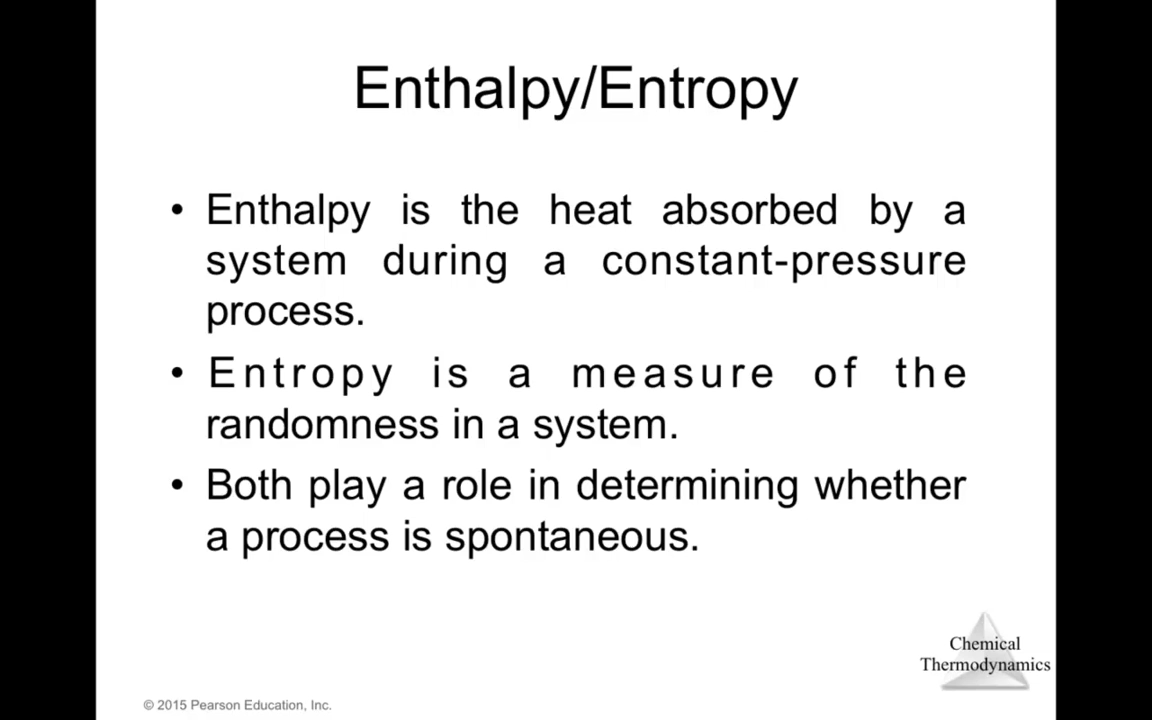 Enthalpy/Entropy
• Enthalpy is the heat absorbed by a
system during a constant-pressure
process.
• Entropy is a measure of the
randomness in a system.
• Both play a role in determining whether
a process is spontaneous.
Chemical
Thermodynamics
© 2015 Pearson Education, Inc.